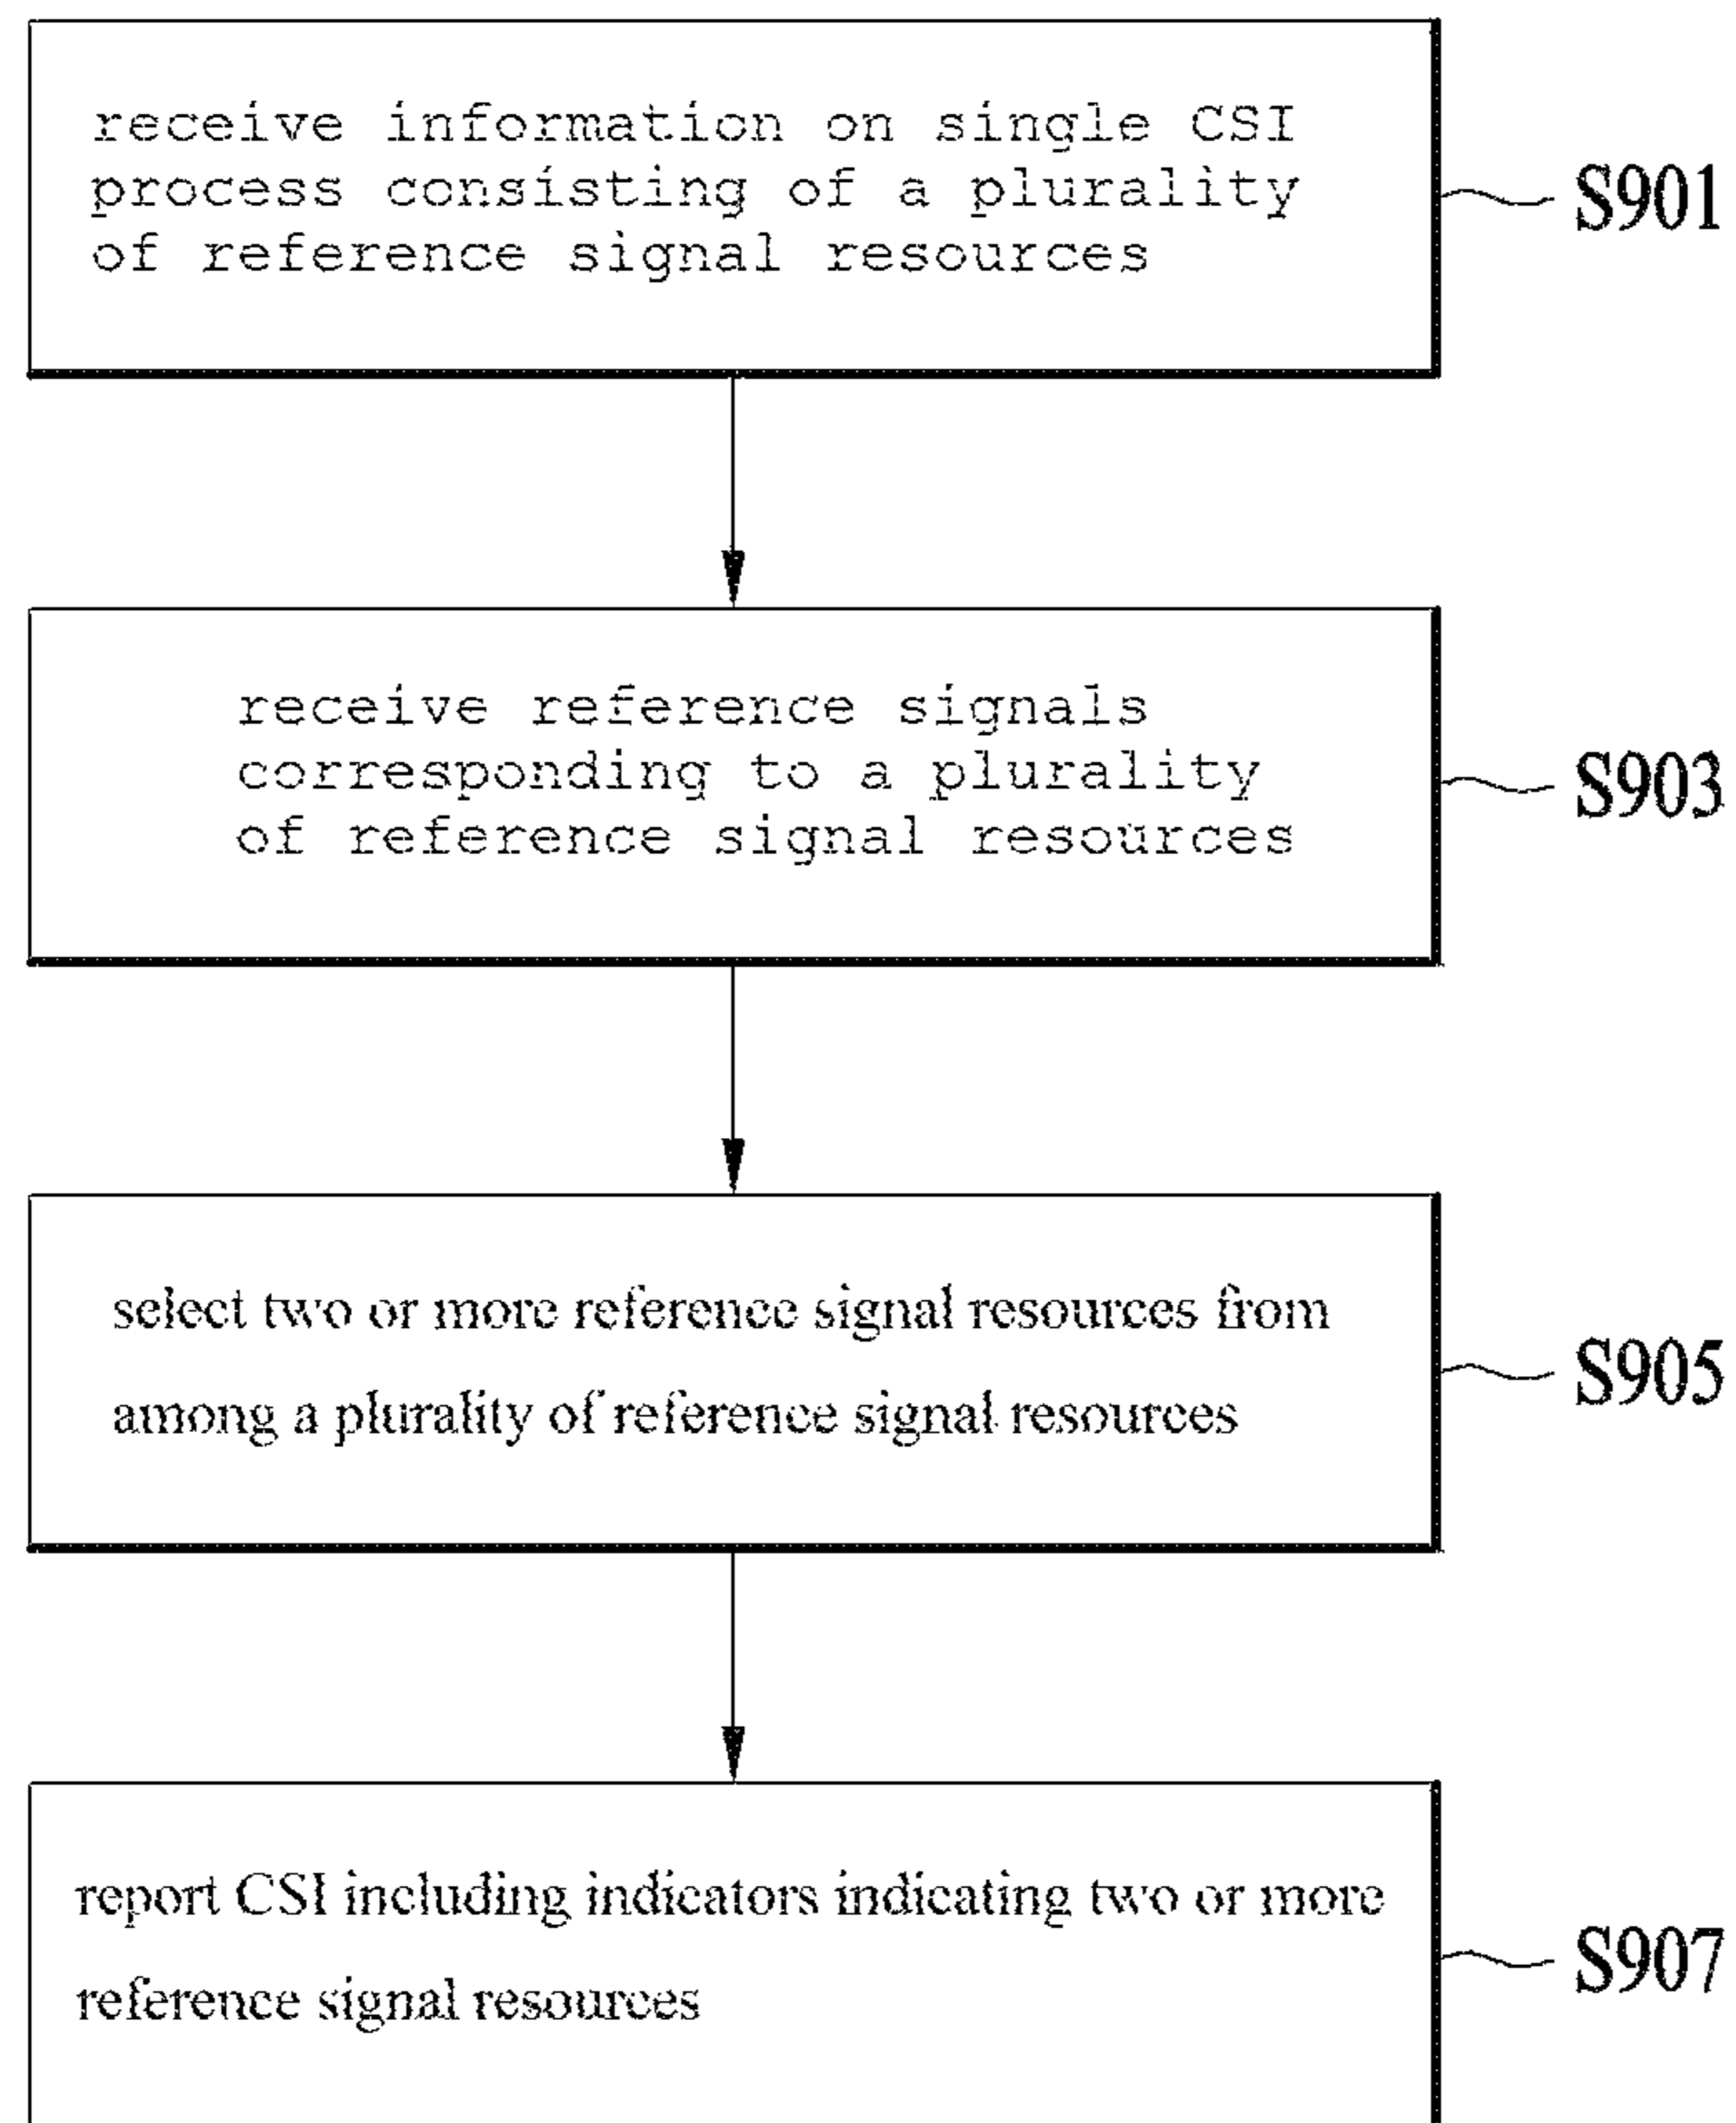 receive information on single CSI
process consisting of a plurality
of reference signal resources
S901
receive reference signals
corresponding to a plurality
of reference signal resources
S903
select two or more reference signal resources from
among a plurality of reference signal resources
S905
report CSI including indicators indicating two or more
reference signal resources
S907